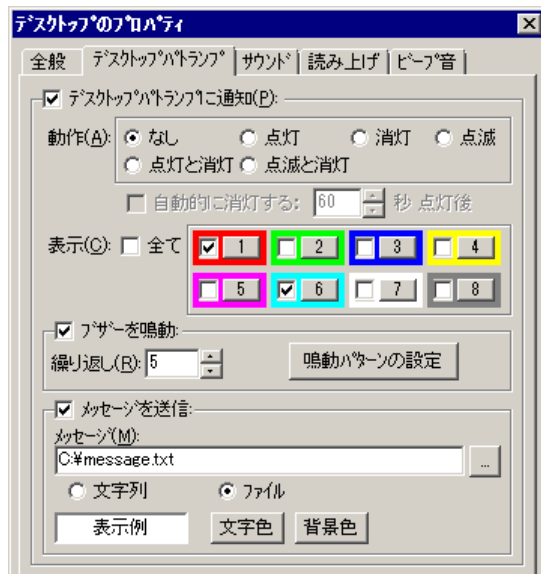 ﾃﾞｽｸﾄｯﾌﾟのﾌﾟﾛﾊﾟﾃｨ
全般 ﾃﾞｽｸﾄｯﾌﾟﾊﾟﾄﾗﾝﾌﾟ ｻｳﾝﾄﾞ 読み上げ ﾋﾞｰﾌﾟ音
ﾃﾞｽｸﾄｯﾌﾟﾊﾟﾄﾗﾝﾌﾟに通知(P):
動作(A): なし 点灯 消灯 点滅
点灯と消灯 点滅と消灯
自動的に消灯する: 60 秒 点灯後
表示(C): 全て 1 2 3 4
5 6 7 8
ﾌﾞｻﾞｰを鳴動:
繰り返し(R): 5 鳴動ﾊﾟﾀｰﾝの設定
ﾒｯｾｰｼﾞを送信:
ﾒｯｾｰｼﾞ(M):
C:¥message.txt ...
文字列 ﾌｧｲﾙ
表示例 文字色 背景色